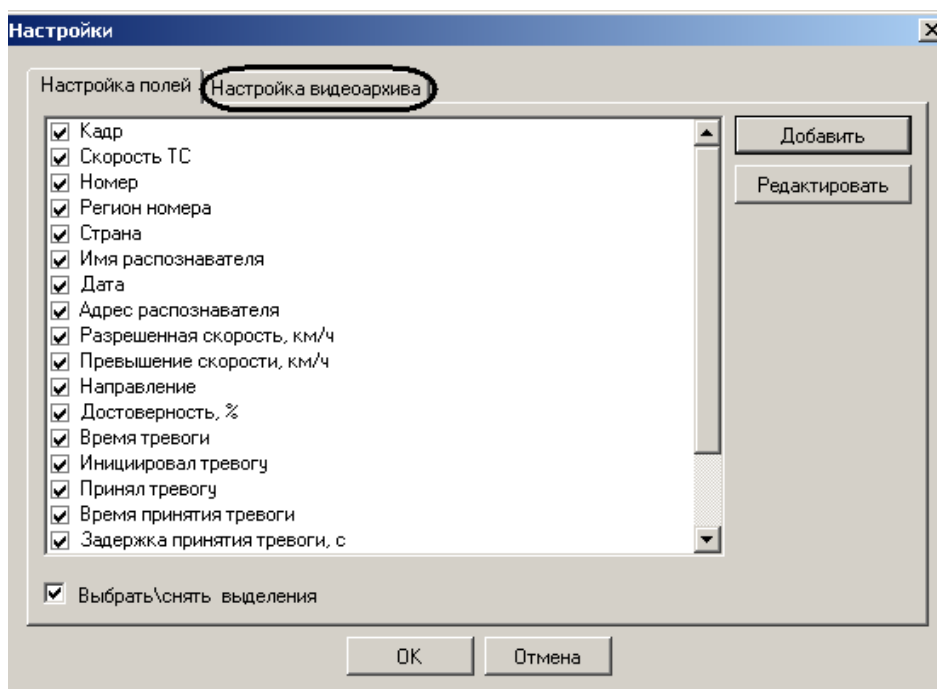 Настройки
Настройка полей Настройка видеоархива
Кадр
Добавить
Скорость ТС
Номер
Редактировать
Регион номера
Страна
Имя распознавателя
Дата
Адрес распознавателя
Разрешенная скорость, км/ч
Превышение скорости, км/ч
Направление
Достоверность, %
Время тревоги
Инициировал тревогу
Принял тревогу
Время принятия тревоги
Задержка принятия тревоги, с
Выбрать\снять выделения
OK Отмена